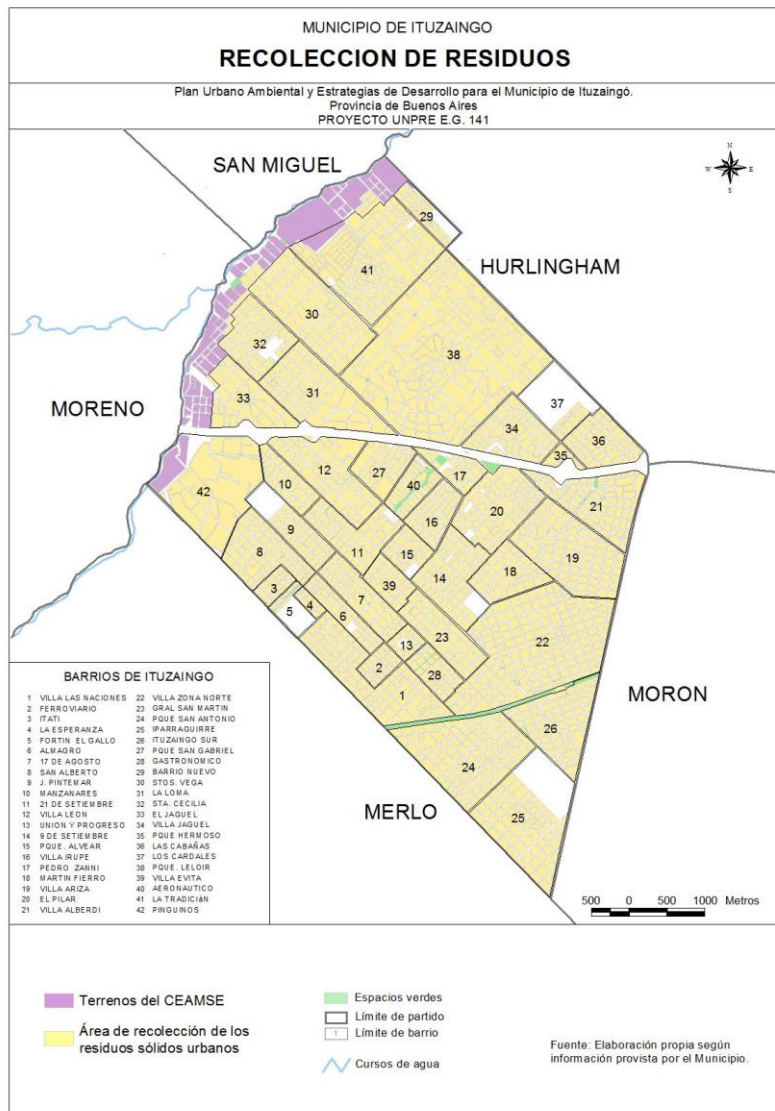 MUNICIPIO DE ITUZAINGO
RECOLECCION DE RESIDUOS
Plan Urbano Ambiental y Estrategias de Desarrollo para el Municipio de Ituzaingó.
Provincia de Buenos Aires
PROYECTO UNPRE E.G. 141
N
W E
S
SAN MIGUEL
29
HURLINGHAM
41
30
38
32
31
MORENO
33
37
34
36
35
42
12
27
40
17
10
21
20
16
9
11
15
19
8
14
18
39
3
7
5
4
6
22
23
13
2
28
1
MORON
26
24
MERLO
25
BARRIOS DE ITUZAINGO
1 VILLA LAS NACIONES 22 VILLA ZONA NORTE
2 FERROVIARIO 23 GRAL SAN MARTIN
3 ITATI 24 PQUE SAN ANTONIO
4 LA ESPERANZA 25 IPARRAGUIRRE
5 FORTIN EL GALLO 26 ITUZAINGO SUR
6 ALMAGRO 27 PQUE SAN GABRIEL
7 17 DE AGOSTO 28 GASTRONOMICO
8 SAN ALBERTO 29 BARRIO NUEVO
9 J. PINTEMAR 30 STOS. VEGA
10 MANZANARES 31 LA LOMA
11 21 DE SETIEMBRE 32 STA. CECILIA
12 VILLA LEON 33 EL JAGUEL
13 UNION Y PROGRESO 34 VILLA JAGUEL
14 9 DE SETIEMBRE 35 PQUE HERMOSO
15 PQUE. ALVEAR 36 LAS CABAÑAS
16 VILLA IRUPE 37 LOS CARDALES
17 PEDRO ZANNI 38 PQUE. LELOIR
18 MARTIN FIERRO 39 VILLA EVITA
19 VILLA ARIZA 40 AERONAUTICO
20 EL PILAR 41 LA TRADICIàN
21 VILLA ALBERDI 42 PINGUINOS
500 0 500 1000 Metros
Terrenos del CEAMSE
Área de recolección de los
residuos sólidos urbanos
Espacios verdes
Límite de partido
1 Límite de barrio
Cursos de agua
Fuente: Elaboración propia según
información provista por el Municipio.